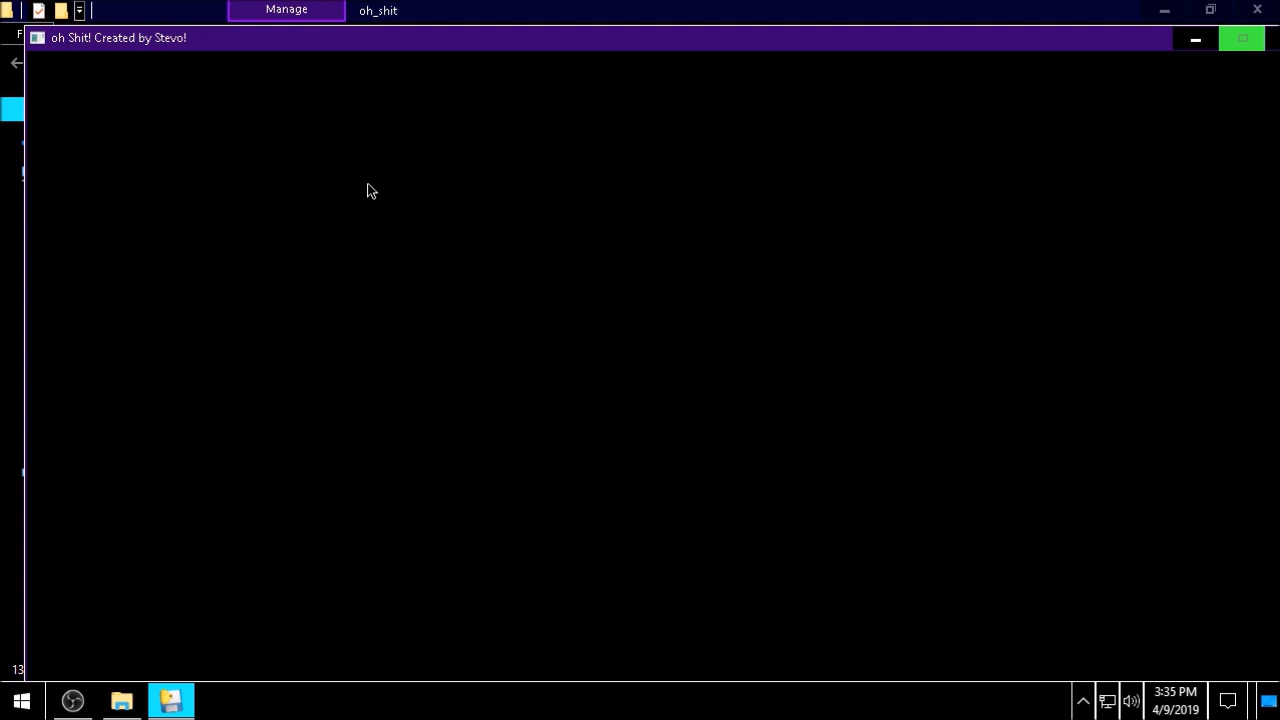 Manage
oh_shit
F
oh Shit! Created by Stevo!
13
3:35 PM
4/9/2019